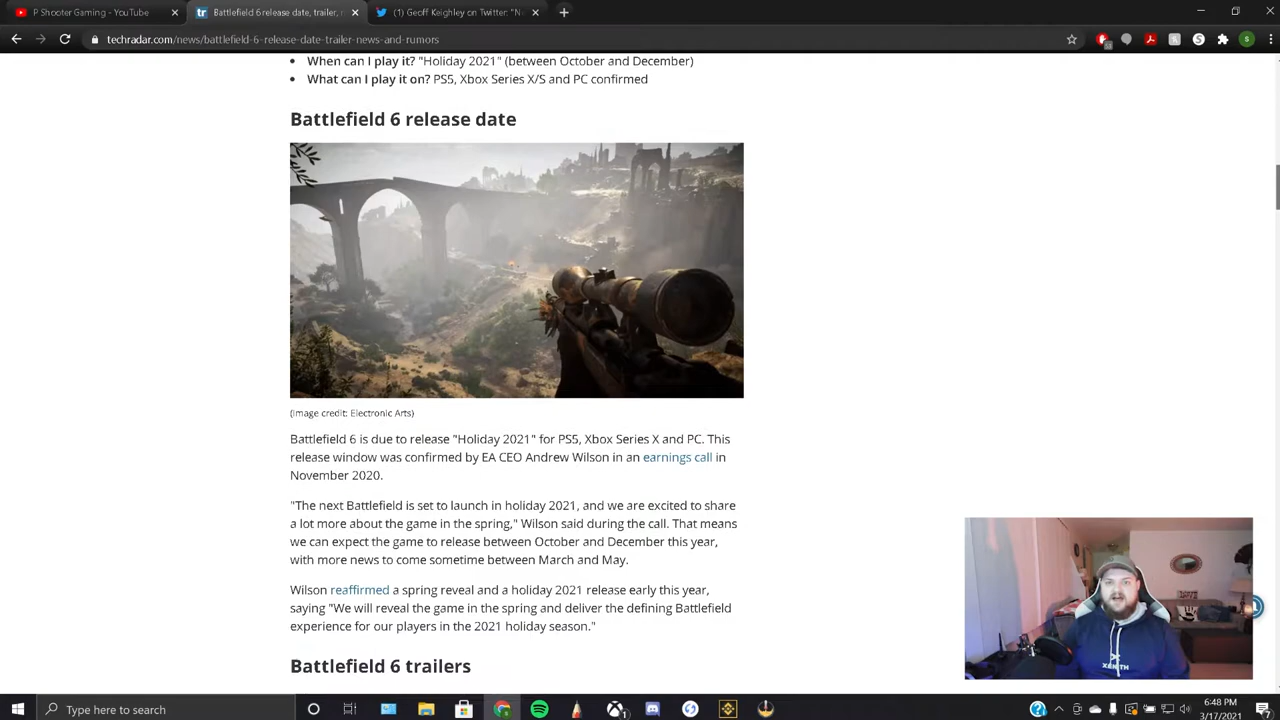 P Shooter Gaming - YouTube
Battlefield 6 release date, trailer, n
(1) Geoff Keighley on Twitter: "N
techradar.com/news/battlefield-6-release-date-trailer-news-and-rumors
• When can I play it? "Holiday 2021" (between October and December)
• What can I play it on? PS5, Xbox Series X/S and PC confirmed
Battlefield 6 release date
(Image credit: Electronic Arts)
Battlefield 6 is due to release "Holiday 2021" for PS5, Xbox Series X and PC. This
release window was confirmed by EA CEO Andrew Wilson in an earnings call in
November 2020.
"The next Battlefield is set to launch in holiday 2021, and we are excited to share
a lot more about the game in the spring," Wilson said during the call. That means
we can expect the game to release between October and December this year,
with more news to come sometime between March and May.
Wilson reaffirmed a spring reveal and a holiday 2021 release early this year,
saying "We will reveal the game in the spring and deliver the defining Battlefield
experience for our players in the 2021 holiday season."
XENITH
Battlefield 6 trailers
Type here to search
6:48 PM
3/17/2021